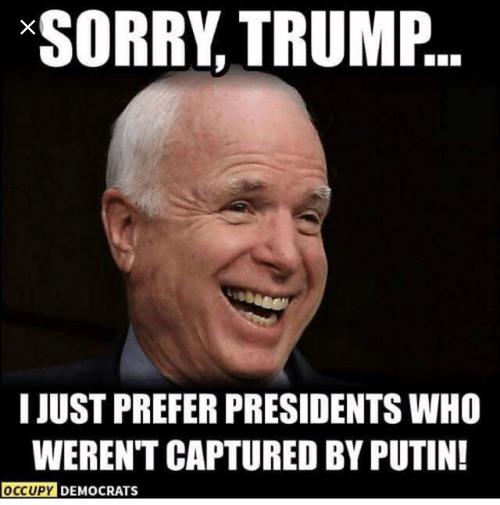 ×SORRY, TRUMP...
I JUST PREFER PRESIDENTS WHO
WEREN'T CAPTURED BY PUTIN!
OCCUPY DEMOCRATS